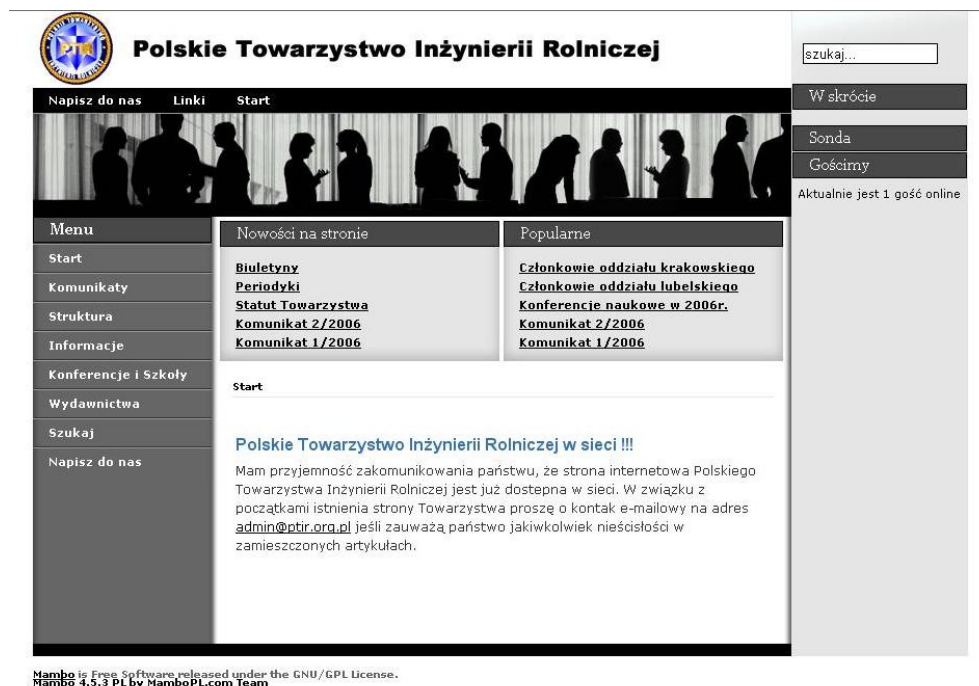 PTIR
Polskie Towarzystwo Inżynierii Rolniczej
szukaj...
Napisz do nas Linki Start
W skrócie
Sonda
Gościmy
Aktualnie jest 1 gość online
Menu
Start
Komunikaty
Struktura
Informacje
Konferencje i Szkoły
Wydawnictwa
Szukaj
Napisz do nas
Nowości na stronie
Biuletyny
Periodyki
Statut Towarzystwa
Komunikat 2/2006
Komunikat 1/2006
Popularne
Członkowie oddziału krakowskiego
Członkowie oddziału lubelskiego
Konferencje naukowe w 2006r.
Komunikat 2/2006
Komunikat 1/2006
Start
Polskie Towarzystwo Inżynierii Rolniczej w sieci !!!
Mam przyjemność zakomunikowania państwu, że strona internetowa Polskiego
Towarzystwa Inżynierii Rolniczej jest już dostepna w sieci. W związku z
początkami istnienia strony Towarzystwa proszę o kontak e-mailowy na adres
admin@ptir.org.pl jeśli zauważą państwo jakiwkolwiek nieścisłości w
zamieszczonych artykułach.
Mambo is Free Software released under the GNU/GPL License.
Mambo 4.5.3 PL by MamboPL.com Team